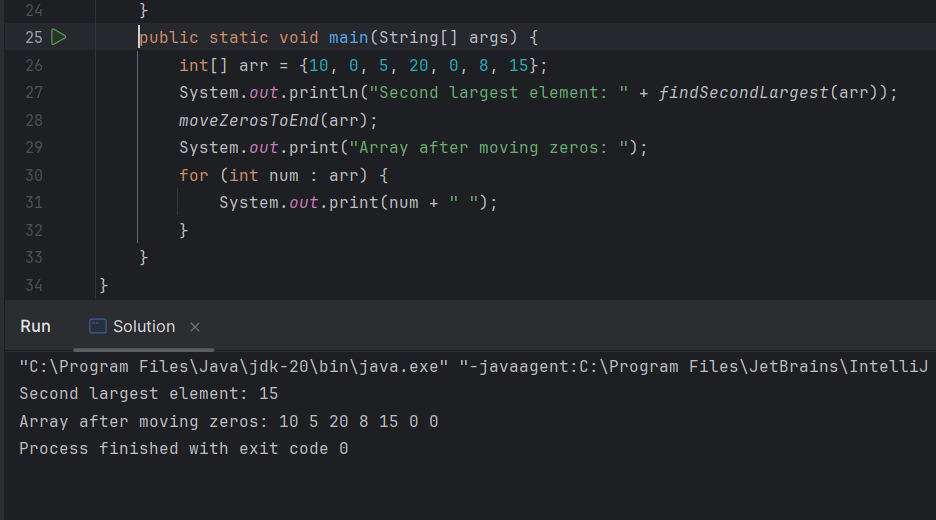 24 }
25 public static void main(String[] args) {
26 int[] arr = {10, 0, 5, 20, 0, 8, 15};
27 System.out.println("Second largest element: " + findSecondLargest(arr));
28 moveZerosToEnd(arr);
29 System.out.print("Array after moving zeros: ");
30 for (int num : arr) {
31 System.out.print(num + " ");
32 }
33 }
34 }
Run Solution ×
"C:\Program Files\Java\jdk-20\bin\java.exe" "-javaagent:C:\Program Files\JetBrains\IntelliJ
Second largest element: 15
Array after moving zeros: 10 5 20 8 15 0 0
Process finished with exit code 0